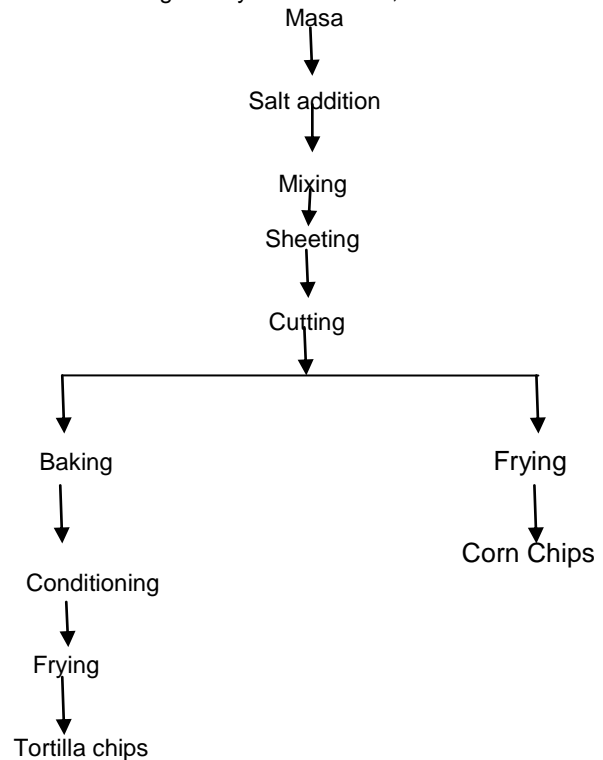 Masa
Salt addition
Mixing
Sheeting
Cutting
Baking
Frying
Corn Chips
Conditioning
Frying
Tortilla chips